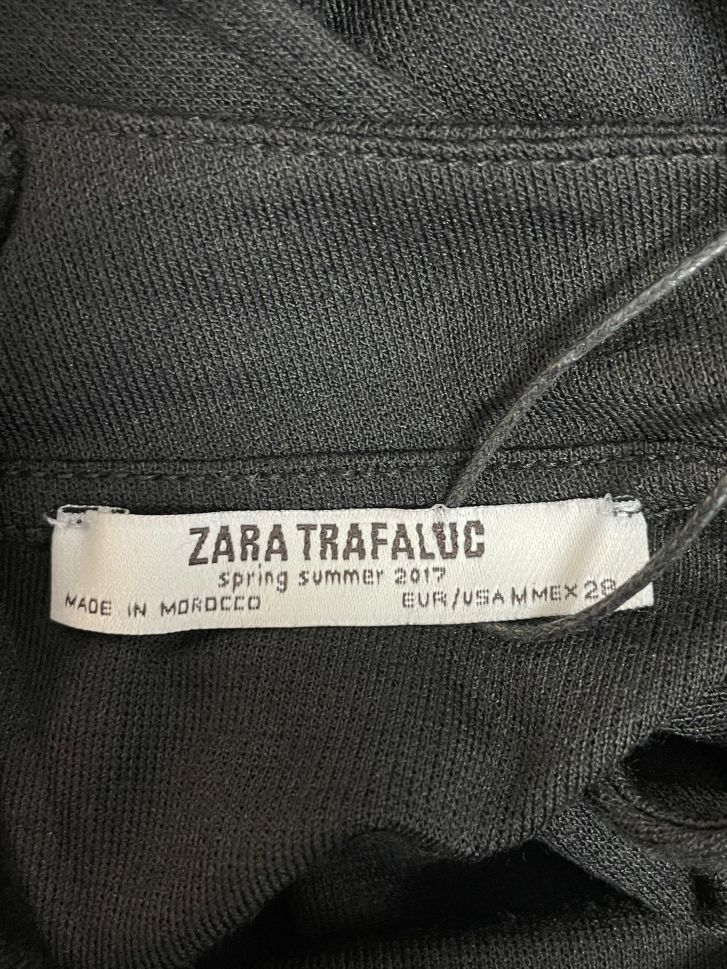 ZARA TRAFALUC
spring summer 2017
MADE IN MOROCCO EUR/USA M MEX 28